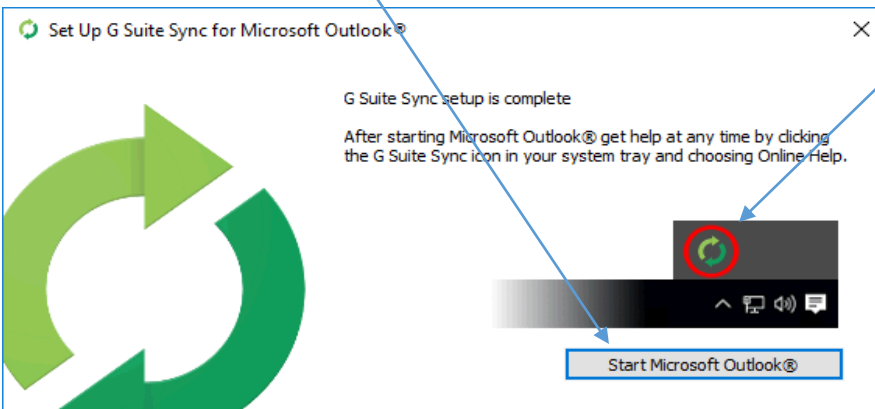 Set Up G Suite Sync for Microsoft Outlook®
G Suite Sync setup is complete
After starting Microsoft Outlook® get help at any time by clicking
the G Suite Sync icon in your system tray and choosing Online Help.
Start Microsoft Outlook®